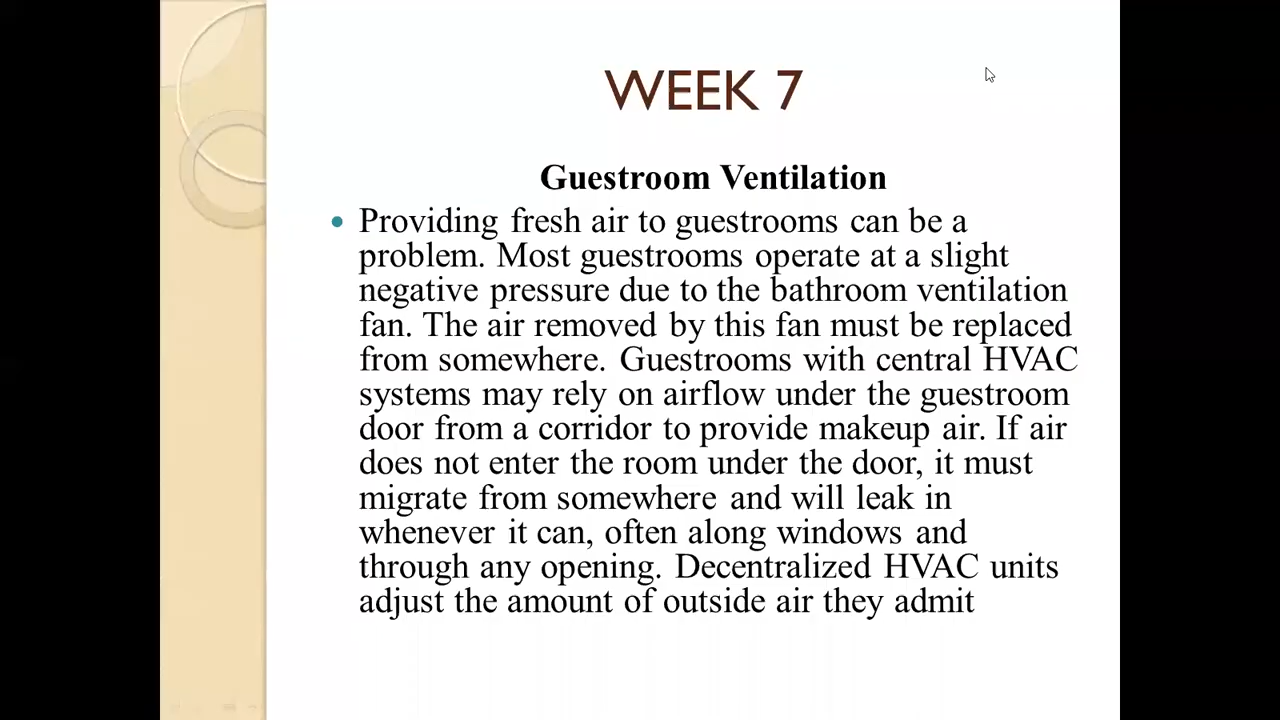 WEEK 7
Guestroom Ventilation
• Providing fresh air to guestrooms can be a
problem. Most guestrooms operate at a slight
negative pressure due to the bathroom ventilation
fan. The air removed by this fan must be replaced
from somewhere. Guestrooms with central HVAC
systems may rely on airflow under the guestroom
door from a corridor to provide makeup air. If air
does not enter the room under the door, it must
migrate from somewhere and will leak in
whenever it can, often along windows and
through any opening. Decentralized HVAC units
adjust the amount of outside air they admit